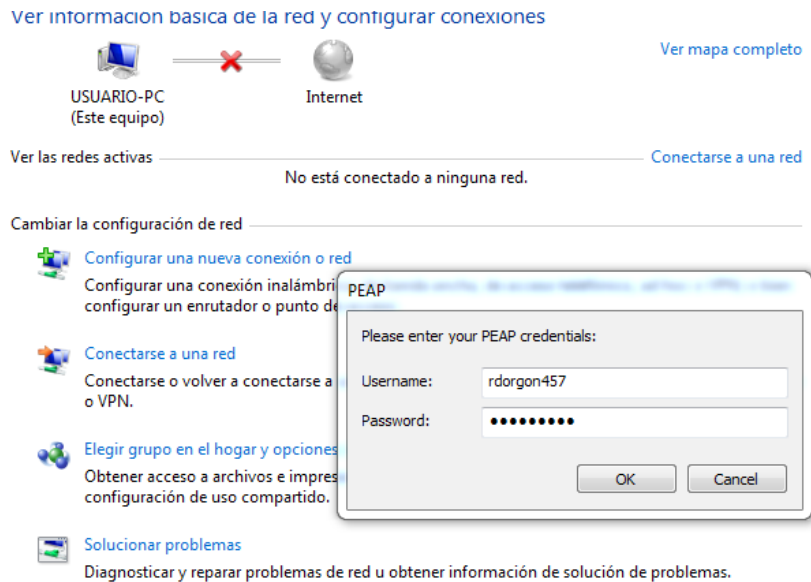 Ver información básica de la red y configurar conexiones
Ver mapa completo
USUARIO-PC
(Este equipo)
Internet
Ver las redes activas
Conectarse a una red
No está conectado a ninguna red.
Cambiar la configuración de red
Configurar una nueva conexión o red
Configurar una conexión inalámbri
configurar un enrutador o punto de
Conectarse a una red
Conectarse o volver a conectarse a
o VPN.
Elegir grupo en el hogar y opciones
Obtener acceso a archivos e impres
configuración de uso compartido.
Solucionar problemas
Diagnosticar y reparar problemas de red u obtener información de solución de problemas.
PEAP
Please enter your PEAP credentials:
Username: rdorgon457
Password: •••••••••
OK Cancel